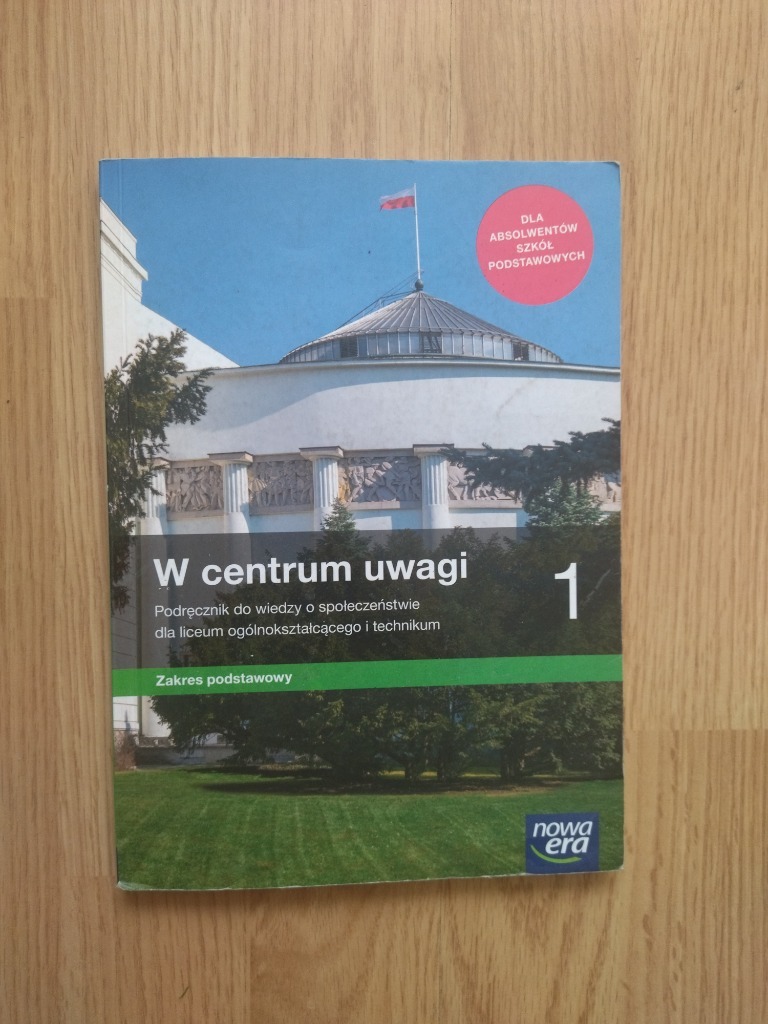 DLA
ABSOLWENTÓW
SZKÓŁ
PODSTAWOWYCH
W centrum uwagi
1
Podręcznik do wiedzy o społeczeństwie
dla liceum ogólnokształcącego i technikum
Zakres podstawowy
nowa
era